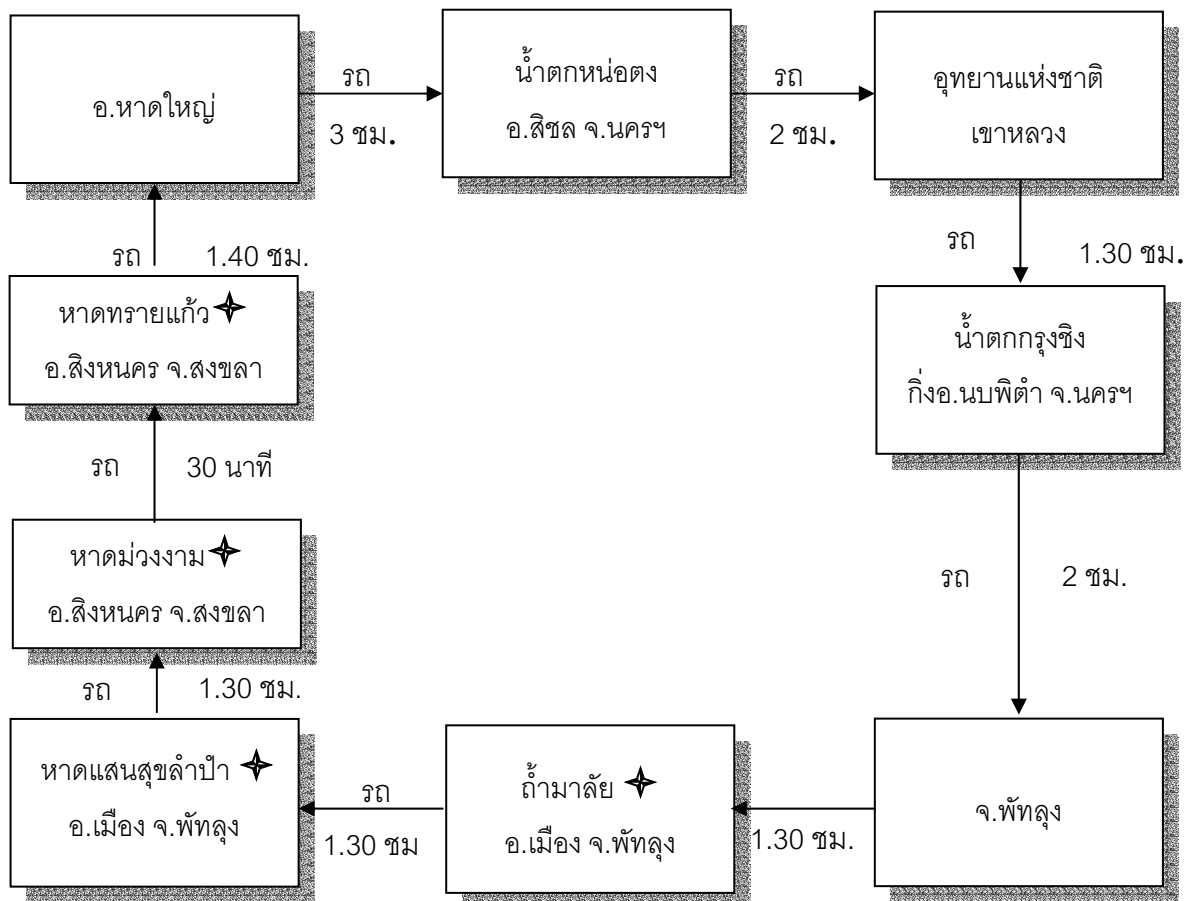 อ.หาดใหญ่
รถ
3 ชม.
น้ำตกหน่อตง
อ.สิชล จ.นครฯ
รถ
2 ชม.
อุทยานแห่งชาติ
เขาหลวง
รถ 1.30 ชม.
น้ำตกกรุงชิง
กิ่งอ.นบพิตำ จ.นครฯ
รถ 2 ชม.
จ.พัทลุง
1.30 ชม.
ถ้ำมาลัย
อ.เมือง จ.พัทลุง
รถ
1.30 ชม
หาดแสนสุขลำปำ
อ.เมือง จ.พัทลุง
รถ 1.30 ชม.
หาดม่วงงาม
อ.สิงหนคร จ.สงขลา
รถ 30 นาที
หาดทรายแก้ว
อ.สิงหนคร จ.สงขลา
รถ 1.40 ชม.